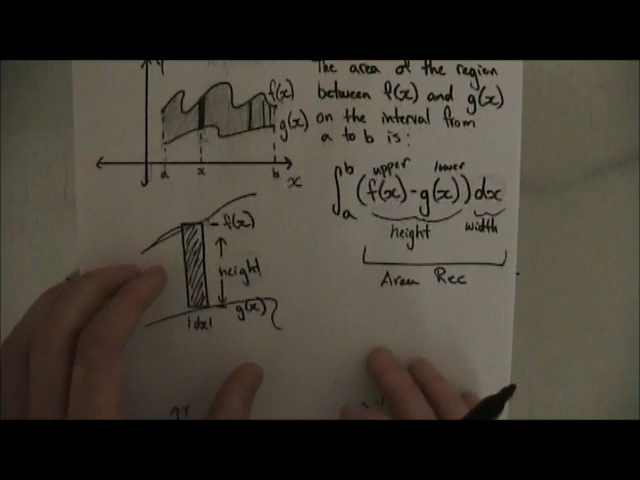 y
f(x)
g(x)
a
x
b
x
The area of the region
between f(x) and g(x)
on the interval from
a to b is:
upper lower
∫ₐᵇ (f(x) - g(x)) dx
height width
Area Rec
f(x)
height
g(x)
|dx|